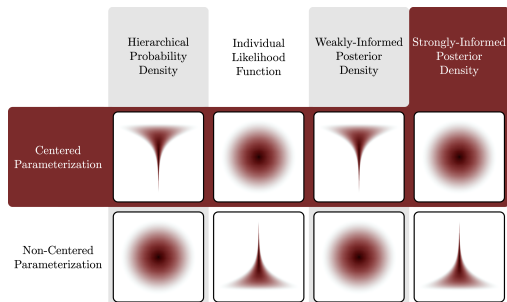 Hierarchical
Probability
Density
Individual
Likelihood
Function
Weakly-Informed
Posterior
Density
Strongly-Informed
Posterior
Density
Centered
Parameterization
Non-Centered
Parameterization